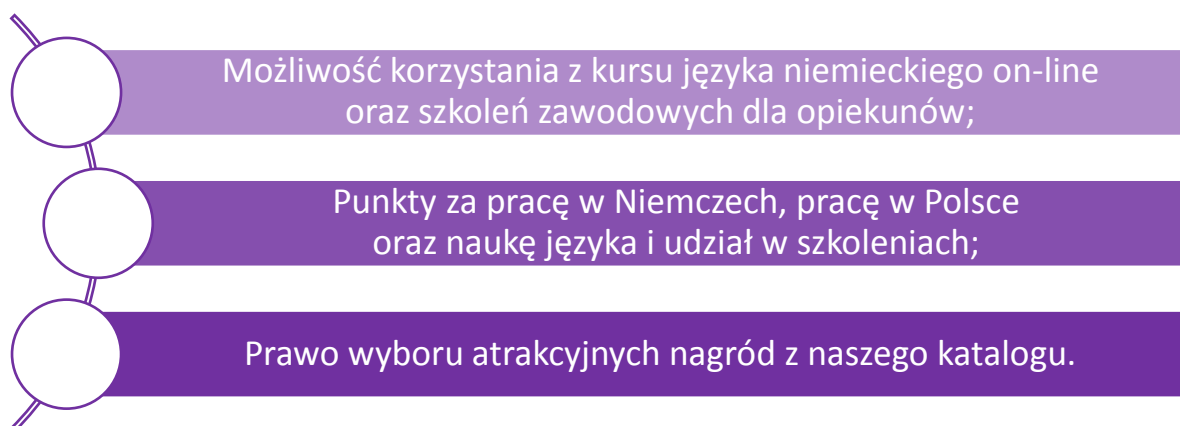 Możliwość korzystania z kursu języka niemieckiego on-line
oraz szkoleń zawodowych dla opiekunów;
Punkty za pracę w Niemczech, pracę w Polsce
oraz naukę języka i udział w szkoleniach;
Prawo wyboru atrakcyjnych nagród z naszego katalogu.